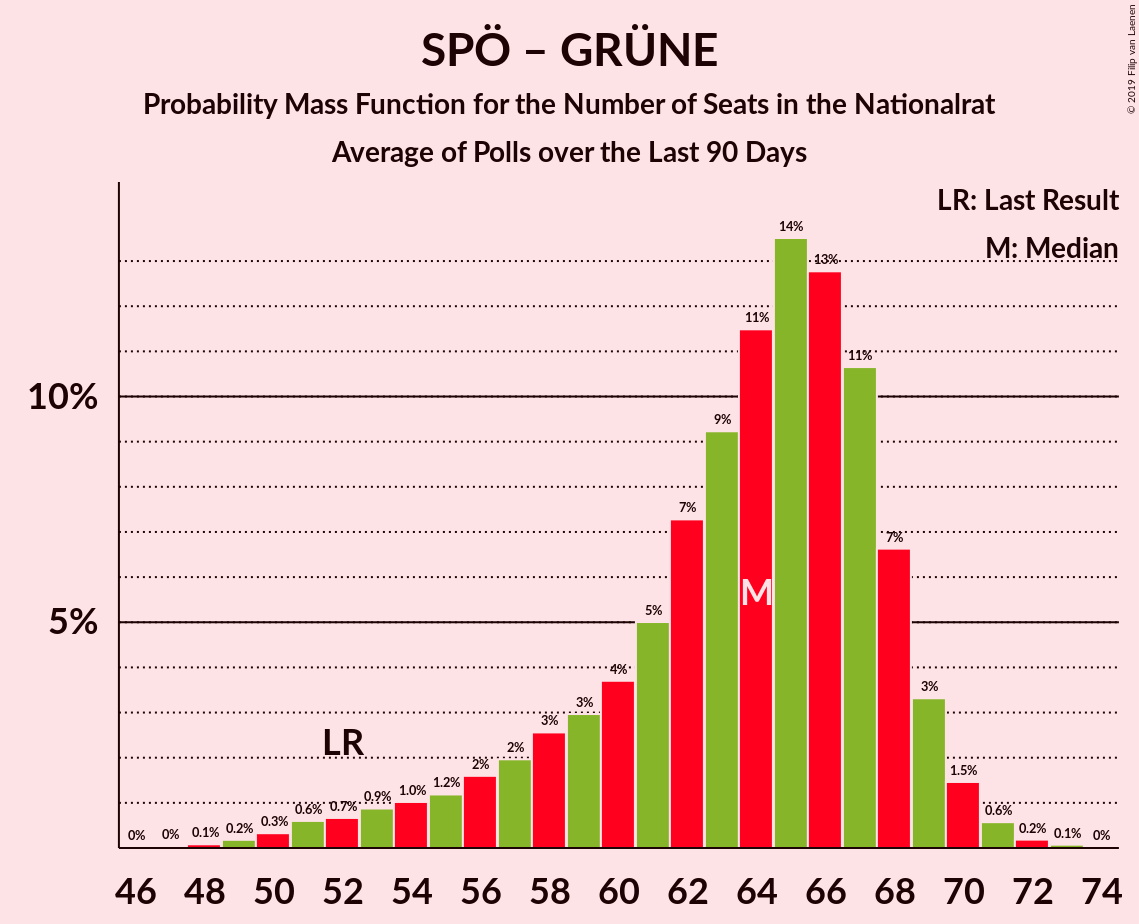 SPÖ – GRÜNE
Probability Mass Function for the Number of Seats in the Nationalrat
Average of Polls over the Last 90 Days
© 2019 Filip van Laenen
LR: Last Result
M: Median
10%
5%
0% 0% 0.1% 0.2% 0.3% 0.6% 0.7% 0.9% 1.0% 1.2% 2% 2% 3% 3% 4% 5% 7% 9% 11% 14% 13% 11% 7% 3% 1.5% 0.6% 0.2% 0.1% 0%
LR
M
46 48 50 52 54 56 58 60 62 64 66 68 70 72 74